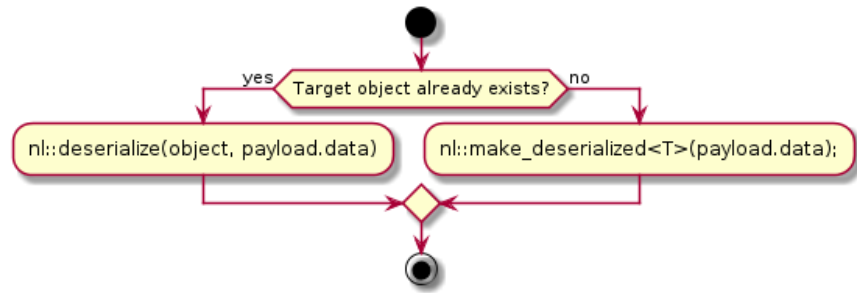 yes
Target object already exists?
no
nl::deserialize(object, payload.data)
nl::make_deserialized<T>(payload.data);